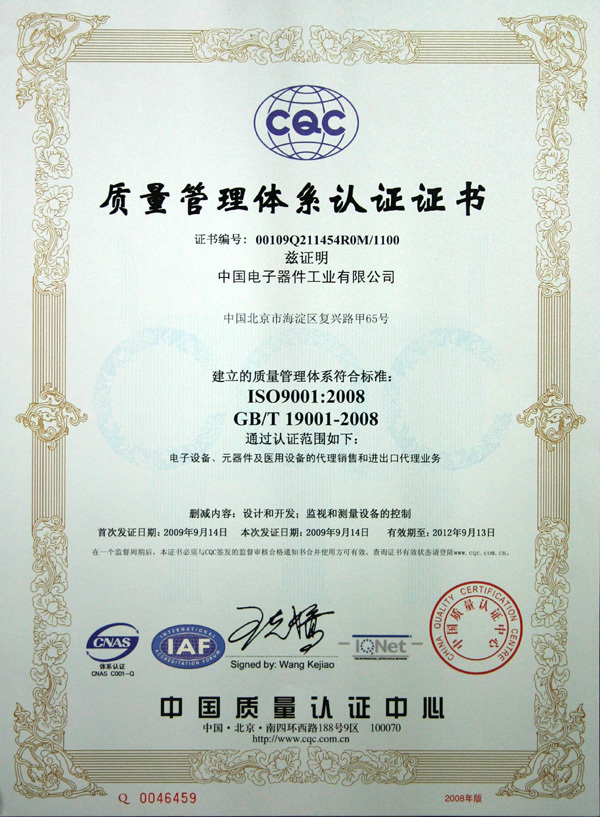 CQC
质量管理体系认证证书
证书编号： 00109Q211454R0M/1100
兹证明
中国电子器件工业有限公司
中国北京市海淀区复兴路甲65号
建立的质量管理体系符合标准：
ISO9001:2008
GB/T 19001-2008
通过认证范围如下：
电子设备、元器件及医用设备的代理销售和进出口代理业务
删减内容：设计和开发；监视和测量设备的控制
首次发证日期：2009年9月14日 本次发证日期：2009年9月14日 有效期至：2012年9月13日
在一个监督周期后，本证书必须与CQC签发的监督审核合格通知书合并使用方可有效。查询证书有效状态请登陆www.cqc.com.cn。
CNAS
体系认证
CNAS C001-Q
INTERNATIONAL
IAF
ACCREDITATION FORUM
Signed by: Wang Kejiao
IQNet
THE INTERNATIONAL CERTIFICATION NETWORK
CHINA QUALITY CERTIFICATION CENTRE
中国质量认证中心
中国质量认证中心
中国·北京·南四环西路188号9区 100070
http://www.cqc.com.cn
Q 0046459
2008年版